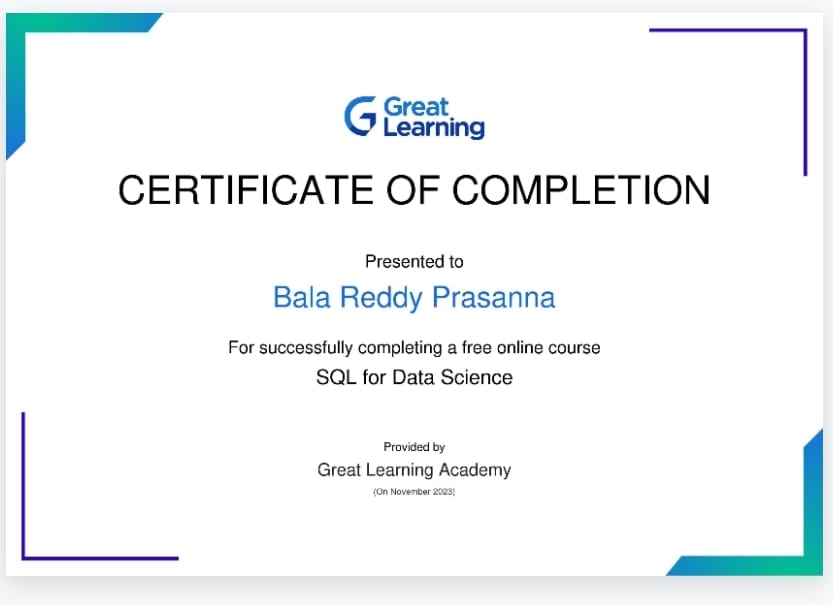 Great
Learning
CERTIFICATE OF COMPLETION
Presented to
Bala Reddy Prasanna
For successfully completing a free online course
SQL for Data Science
Provided by
Great Learning Academy
(On November 2023)